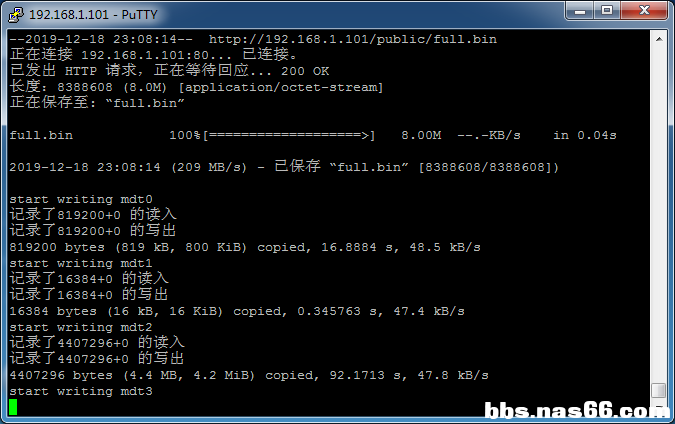 192.168.1.101 - PuTTY
--2019-12-18 23:08:14-- http://192.168.1.101/public/full.bin
正在连接 192.168.1.101:80... 已连接。
已发出 HTTP 请求，正在等待回应... 200 OK
长度：8388608 (8.0M) [application/octet-stream]
正在保存至: “full.bin”
full.bin 100%[===================>] 8.00M --.-KB/s in 0.04s
2019-12-18 23:08:14 (209 MB/s) - 已保存 “full.bin” [8388608/8388608])
start writing mdt0
记录了819200+0 的读入
记录了819200+0 的写出
819200 bytes (819 kB, 800 KiB) copied, 16.8884 s, 48.5 kB/s
start writing mdt1
记录了16384+0 的读入
记录了16384+0 的写出
16384 bytes (16 kB, 16 KiB) copied, 0.345763 s, 47.4 kB/s
start writing mdt2
记录了4407296+0 的读入
记录了4407296+0 的写出
4407296 bytes (4.4 MB, 4.2 MiB) copied, 92.1713 s, 47.8 kB/s
start writing mdt3
bbs.nas66.com